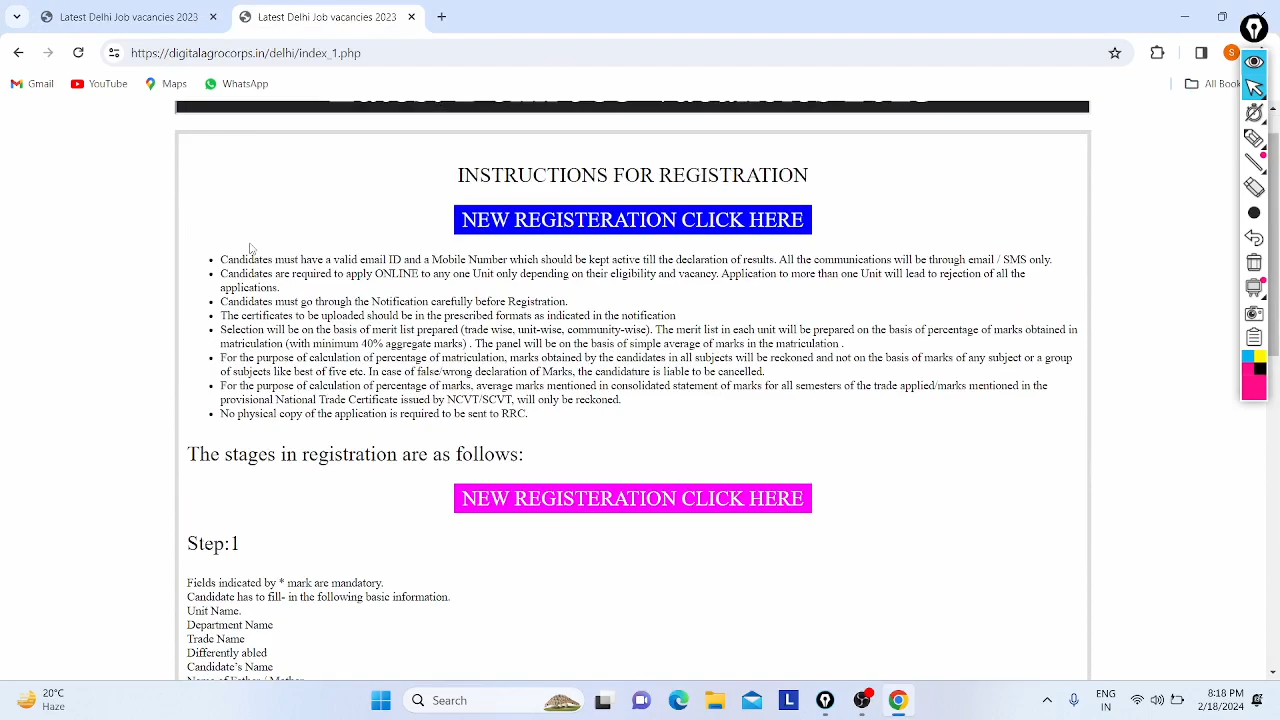 Latest Delhi Job vacancies 2023
Latest Delhi Job vacancies 2023
https://digitalagrocorps.in/delhi/index_1.php
S
Gmail
YouTube
Maps
WhatsApp
All Book
INSTRUCTIONS FOR REGISTRATION
NEW REGISTERATION CLICK HERE
Candidates must have a valid email ID and a Mobile Number which should be kept active till the declaration of results. All the communications will be through email / SMS only.
Candidates are required to apply ONLINE to any one Unit only depending on their eligibility and vacancy. Application to more than one Unit will lead to rejection of all the
applications.
Candidates must go through the Notification carefully before Registration.
The certificates to be uploaded should be in the prescribed formats as indicated in the notification
Selection will be on the basis of merit list prepared (trade wise, unit-wise, community-wise). The merit list in each unit will be prepared on the basis of percentage of marks obtained in
matriculation (with minimum 40% aggregate marks) . The panel will be on the basis of simple average of marks in the matriculation .
For the purpose of calculation of percentage of matriculation, marks obtained by the candidates in all subjects will be reckoned and not on the basis of marks of any subject or a group
of subjects like best of five etc. In case of false/wrong declaration of Marks, the candidature is liable to be cancelled.
For the purpose of calculation of percentage of marks, average marks mentioned in consolidated statement of marks for all semesters of the trade applied/marks mentioned in the
provisional National Trade Certificate issued by NCVT/SCVT, will only be reckoned.
No physical copy of the application is required to be sent to RRC.
The stages in registration are as follows:
NEW REGISTERATION CLICK HERE
Step:1
Fields indicated by * mark are mandatory.
Candidate has to fill- in the following basic information.
Unit Name.
Department Name
Trade Name
Differently abled
Candidate's Name
Name of Father / Mother
20°C
Haze
Search
L
ENG
IN
8:18 PM
2/18/2024